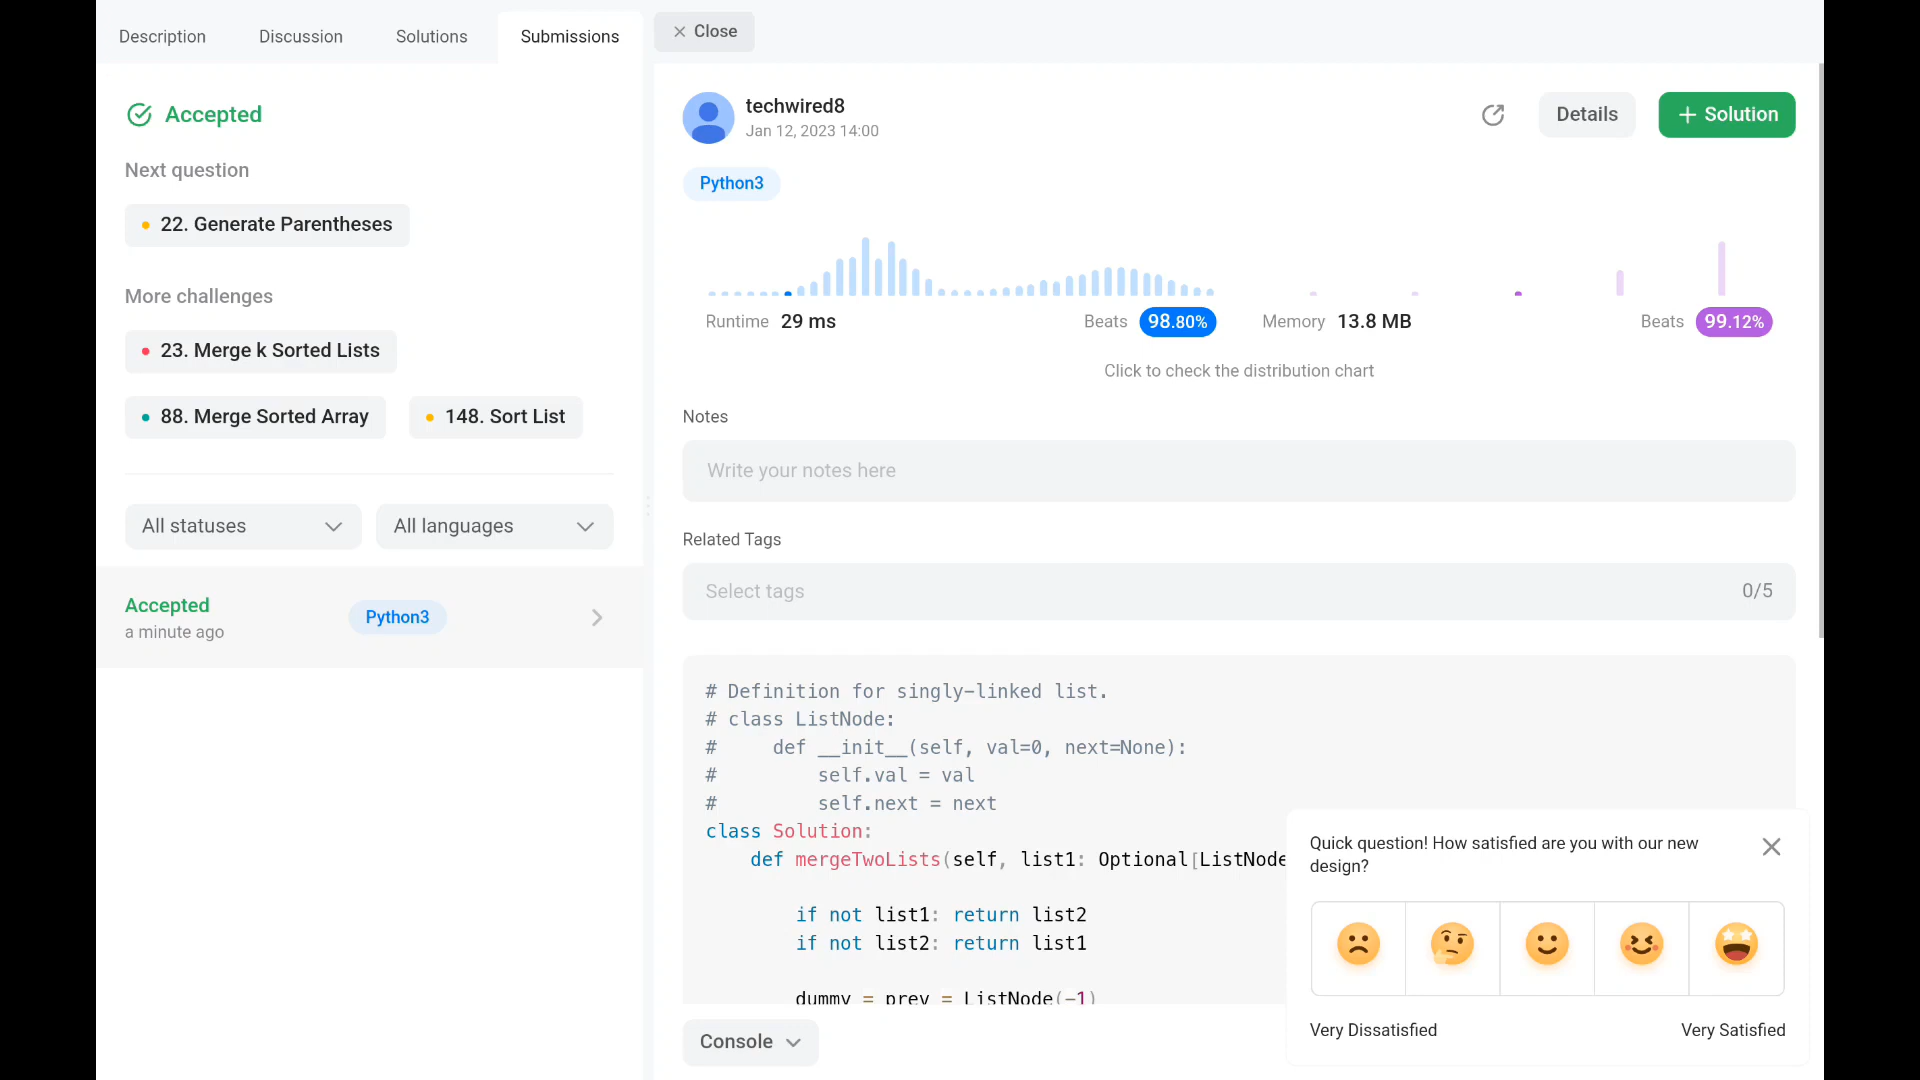 Description Discussion Solutions Submissions
Close
Accepted
Next question
22. Generate Parentheses
More challenges
23. Merge k Sorted Lists
88. Merge Sorted Array 148. Sort List
All statuses All languages
Accepted
a minute ago
Python3
techwired8
Jan 12, 2023 14:00
Details + Solution
Python3
Runtime 29 ms Beats 98.80% Memory 13.8 MB Beats 99.12%
Click to check the distribution chart
Notes
Write your notes here
Related Tags
Select tags 0/5
# Definition for singly-linked list.
# class ListNode:
#     def __init__(self, val=0, next=None):
#         self.val = val
#         self.next = next
class Solution:
    def mergeTwoLists(self, list1: Optional[ListNode
        if not list1: return list2
        if not list2: return list1
        dummy = prev = ListNode(-1)
Console
Quick question! How satisfied are you with our new
design?
Very Dissatisfied Very Satisfied